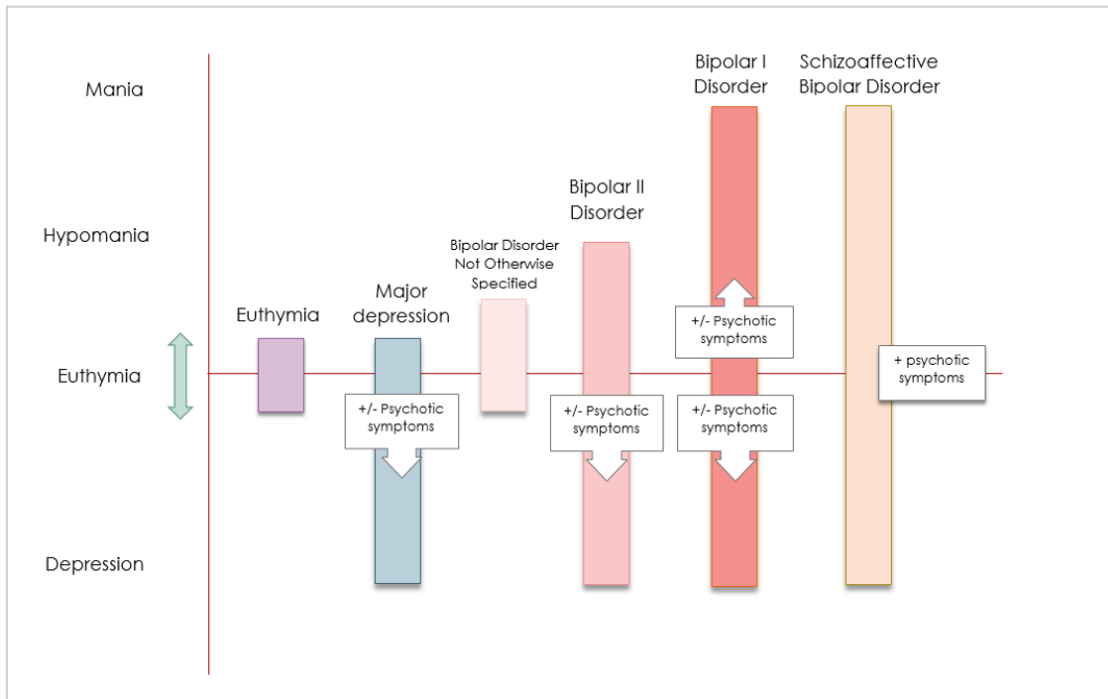 Mania
Hypomania
Euthymia
Depression
Euthymia
Major
depression
+/- Psychotic
symptoms
Bipolar Disorder
Not Otherwise
Specified
Bipolar II
Disorder
+/- Psychotic
symptoms
Bipolar I
Disorder
+/- Psychotic
symptoms
+/- Psychotic
symptoms
Schizoaffective
Bipolar Disorder
+ psychotic
symptoms